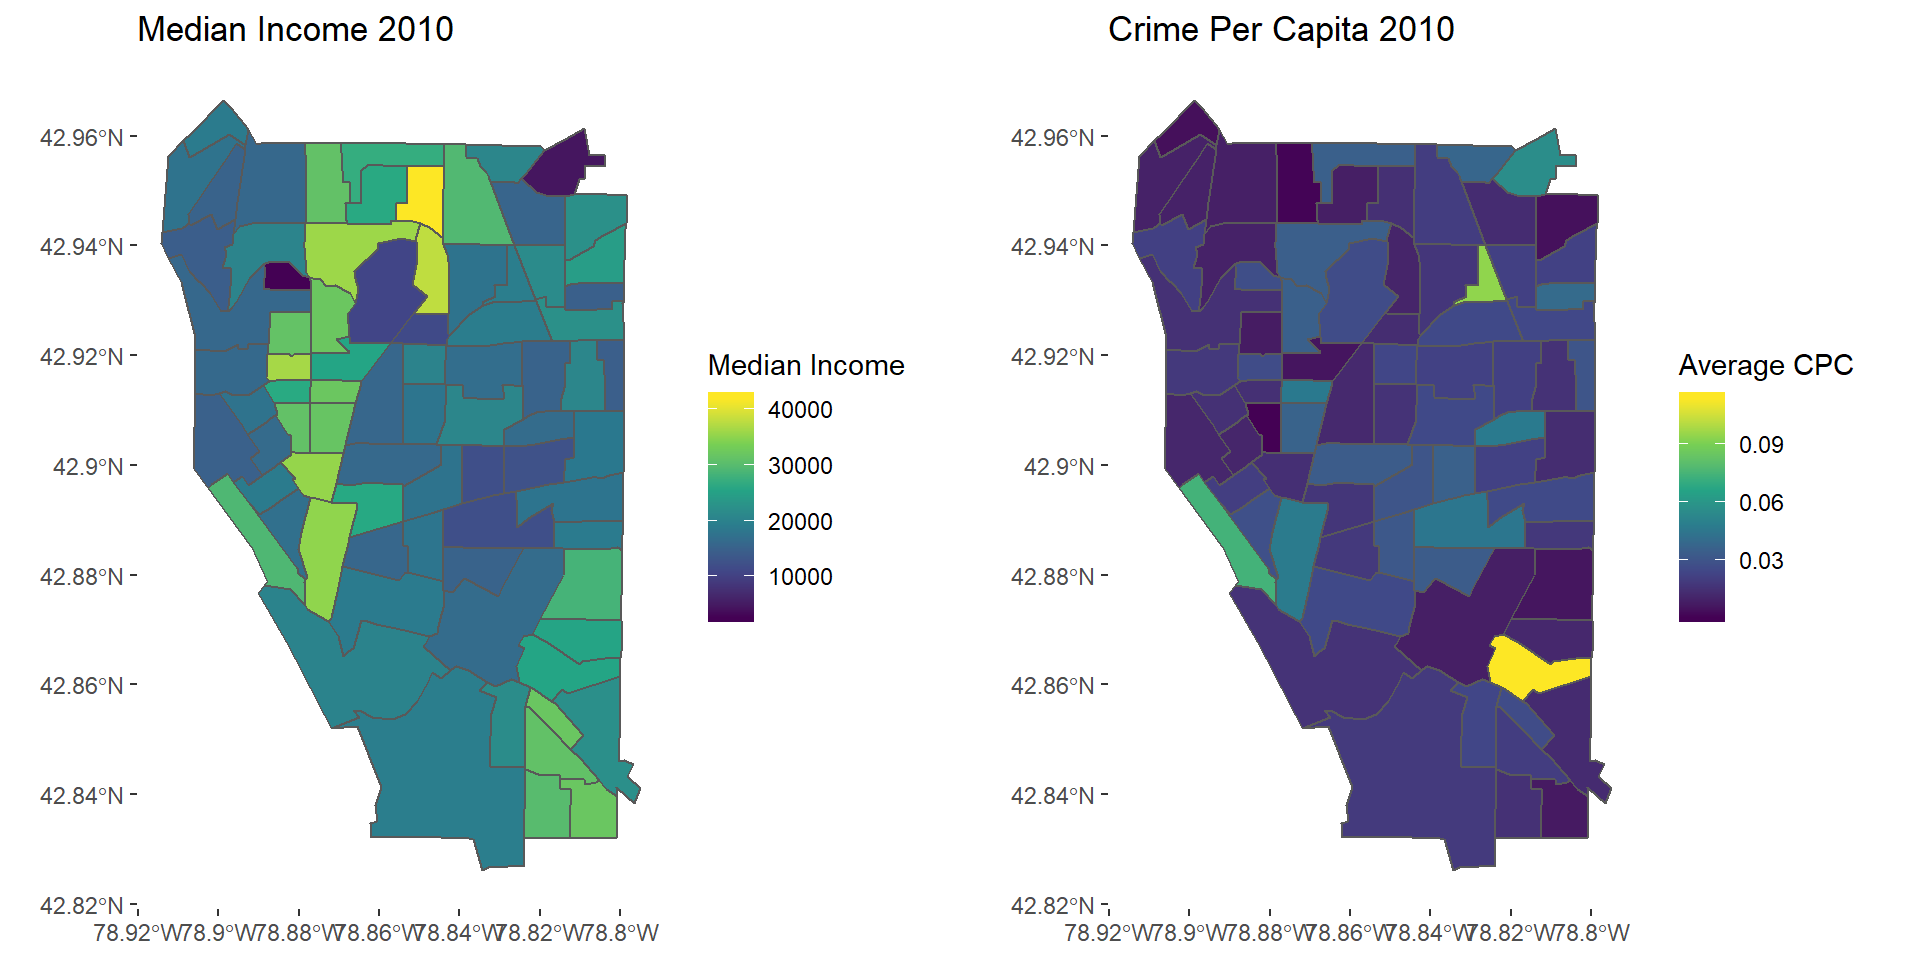 Median Income 2010
42.96°N
42.94°N
42.92°N
42.9°N
42.88°N
42.86°N
42.84°N
42.82°N
78.92°W 78.9°W 78.88°W 78.86°W 78.84°W 78.82°W 78.8°W
Median Income
40000
30000
20000
10000
Crime Per Capita 2010
42.96°N
42.94°N
42.92°N
42.9°N
42.88°N
42.86°N
42.84°N
42.82°N
78.92°W 78.9°W 78.88°W 78.86°W 78.84°W 78.82°W 78.8°W
Average CPC
0.09
0.06
0.03